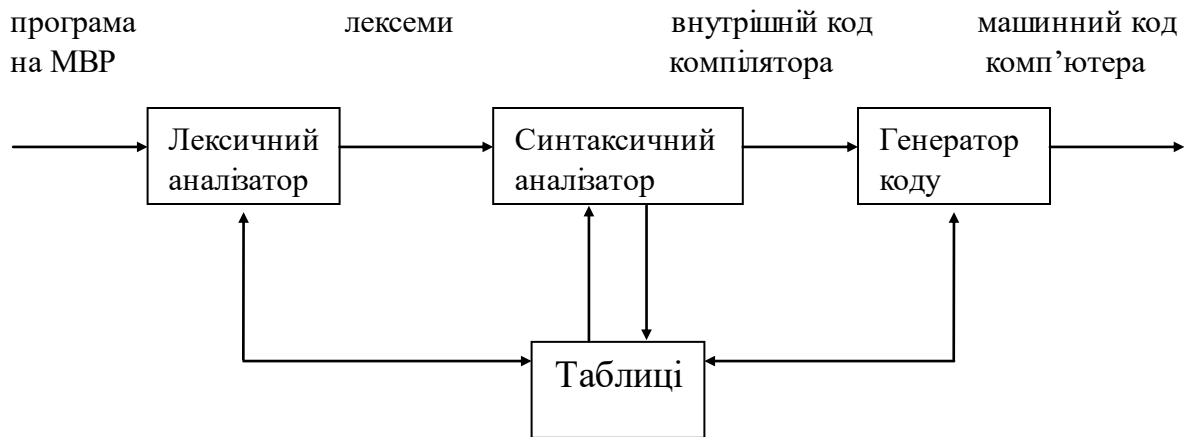 програма лексеми внутрішній код машинний код
на МВР компілятора комп’ютера
Лексичний Синтаксичний Генератор
аналізатор аналізатор коду
Таблиці